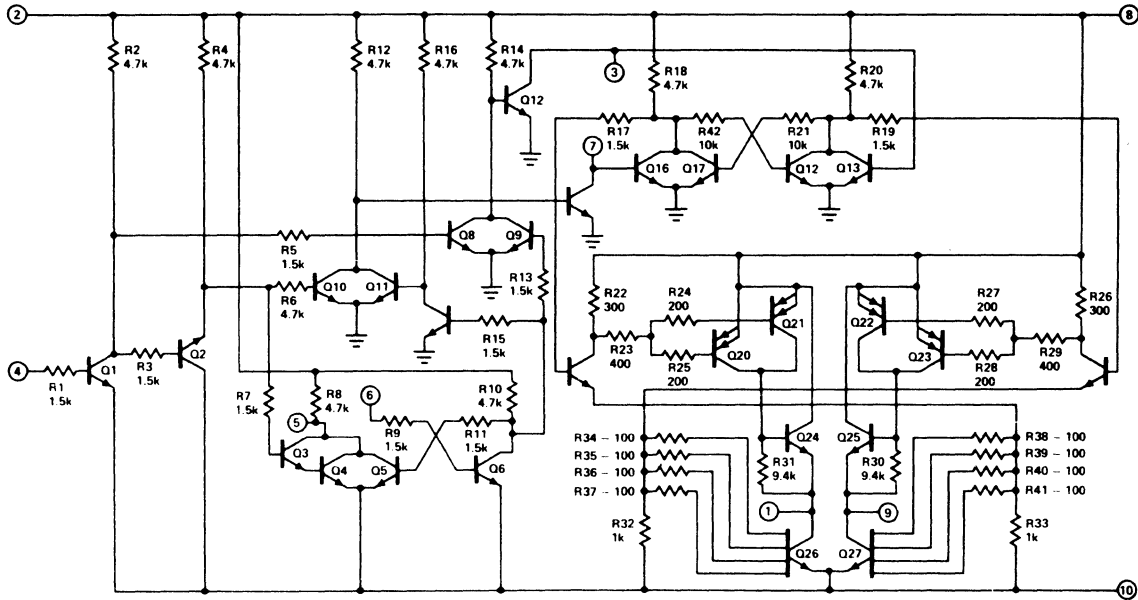 2
8
R2
4.7k
R4
4.7k
R12
4.7k
R16
4.7k
R14
4.7k
Q12
3
R18
4.7k
R20
4.7k
R17
1.5k
R42
10k
R21
10k
R19
1.5k
7
Q16
Q17
Q12
Q13
R5
1.5k
Q8
Q9
R6
4.7k
Q10
Q11
R13
1.5k
R15
1.5k
R22
300
R24
200
Q21
Q22
R27
200
R26
300
R23
400
R25
200
Q20
Q23
R28
200
R29
400
4
R1
1.5k
Q1
R3
1.5k
Q2
R7
1.5k
R8
4.7k
5
6
R9
1.5k
R11
1.5k
R10
4.7k
Q3
Q4
Q5
Q6
R34 – 100
R35 – 100
R36 – 100
R37 – 100
Q24
Q25
R31
9.4k
R30
9.4k
R38 – 100
R39 – 100
R40 – 100
R41 – 100
1
9
R32
1k
Q26
Q27
R33
1k
10